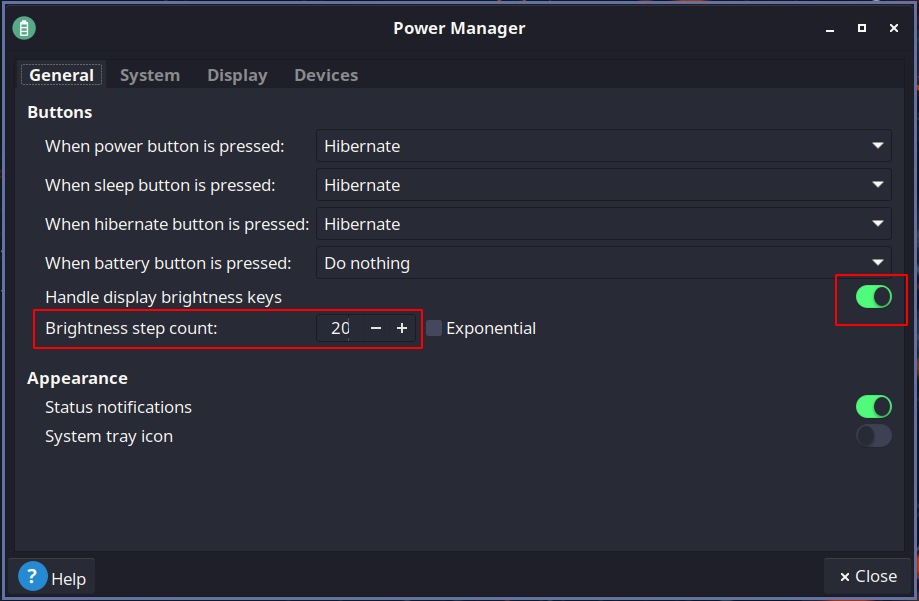 Power Manager
General System Display Devices
Buttons
When power button is pressed: Hibernate
When sleep button is pressed: Hibernate
When hibernate button is pressed: Hibernate
When battery button is pressed: Do nothing
Handle display brightness keys
Brightness step count: 20 − + Exponential
Appearance
Status notifications
System tray icon
? Help × Close